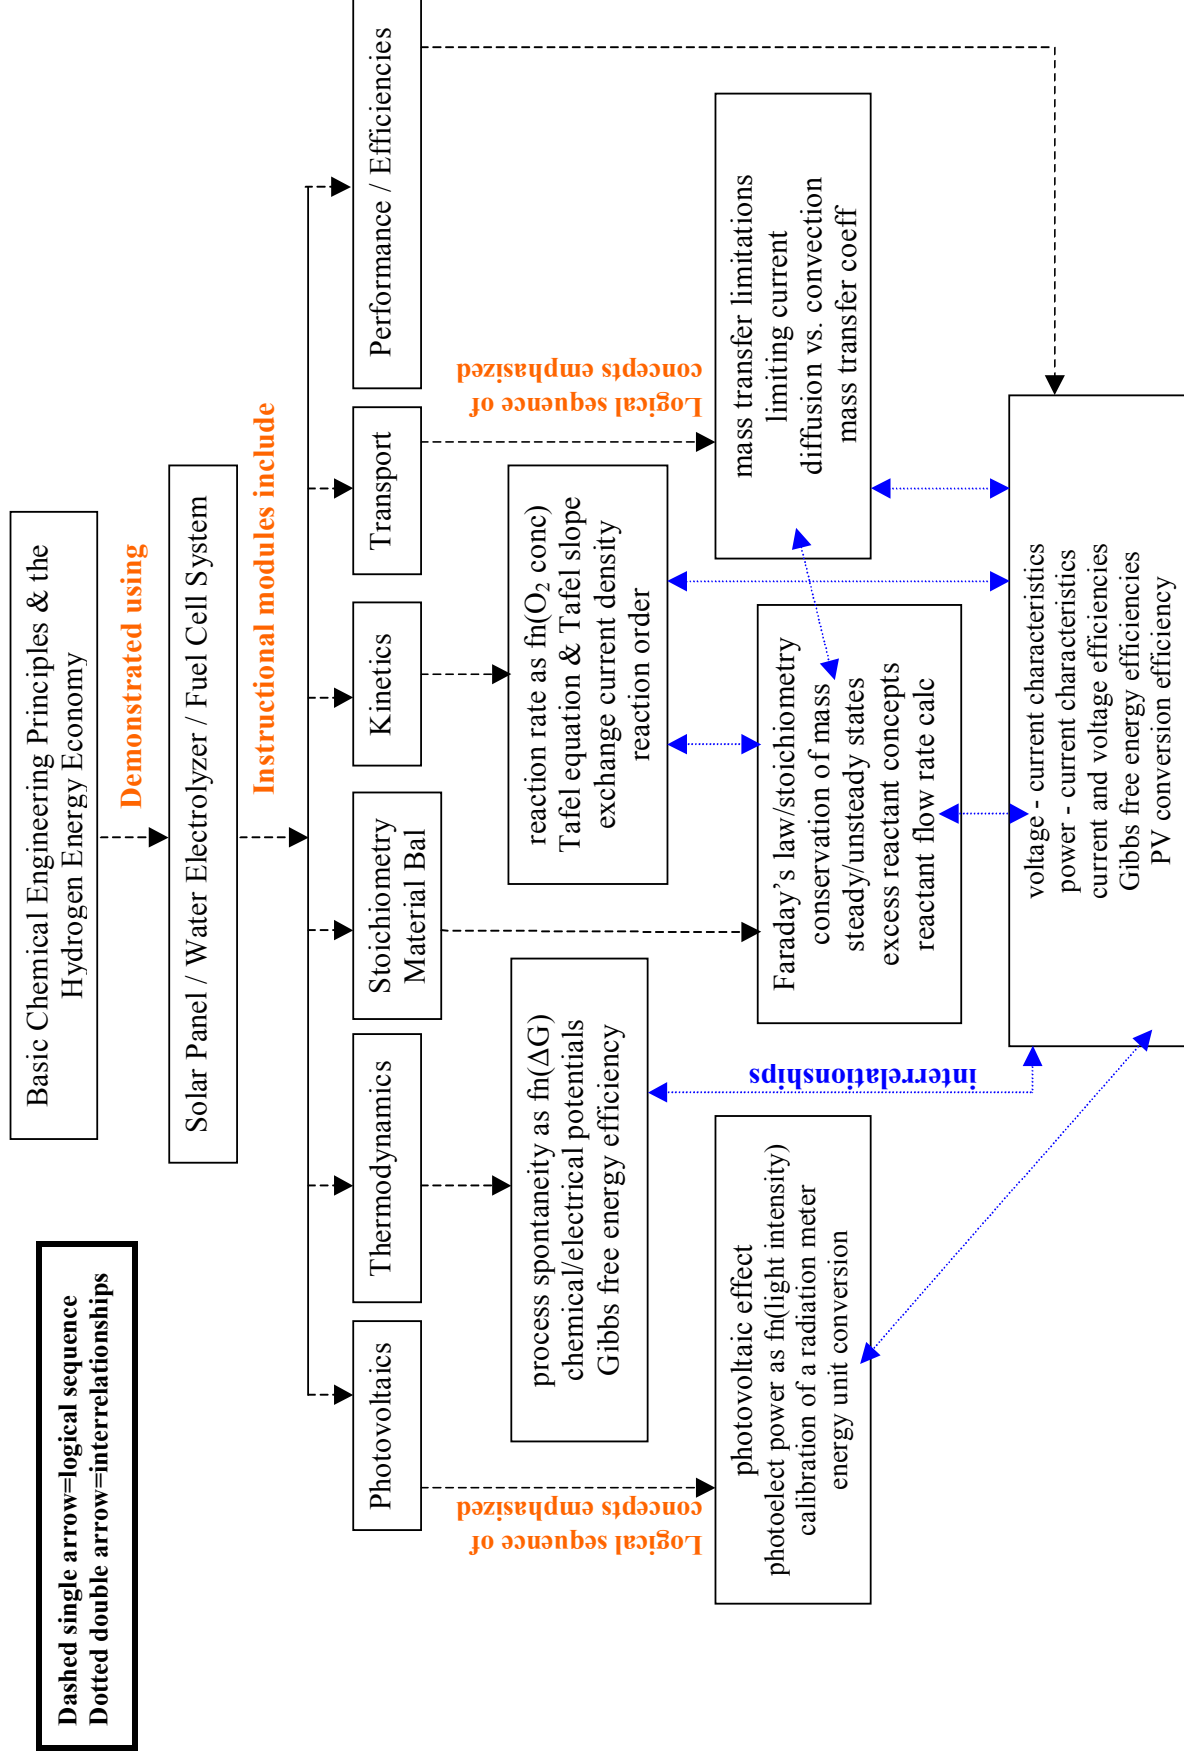 Dashed single arrow=logical sequence
Dotted double arrow=interrelationships
Basic Chemical Engineering Principles & the
Hydrogen Energy Economy
Demonstrated using
Solar Panel / Water Electrolyzer / Fuel Cell System
Instructional modules include
Photovoltaics
Thermodynamics
Stoichiometry
Material Bal
Kinetics
Transport
Performance / Efficiencies
Logical sequence of
concepts emphasized
Logical sequence of
concepts emphasized
process spontaneity as fn(ΔG)
chemical/electrical potentials
Gibbs free energy efficiency
reaction rate as fn(O₂ conc)
Tafel equation & Tafel slope
exchange current density
reaction order
photovoltaic effect
photoelect power as fn(light intensity)
calibration of a radiation meter
energy unit conversion
interrelationships
Faraday’s law/stoichiometry
conservation of mass
steady/unsteady states
excess reactant concepts
reactant flow rate calc
mass transfer limitations
limiting current
diffusion vs. convection
mass transfer coeff
voltage - current characteristics
power - current characteristics
current and voltage efficiencies
Gibbs free energy efficiencies
PV conversion efficiency